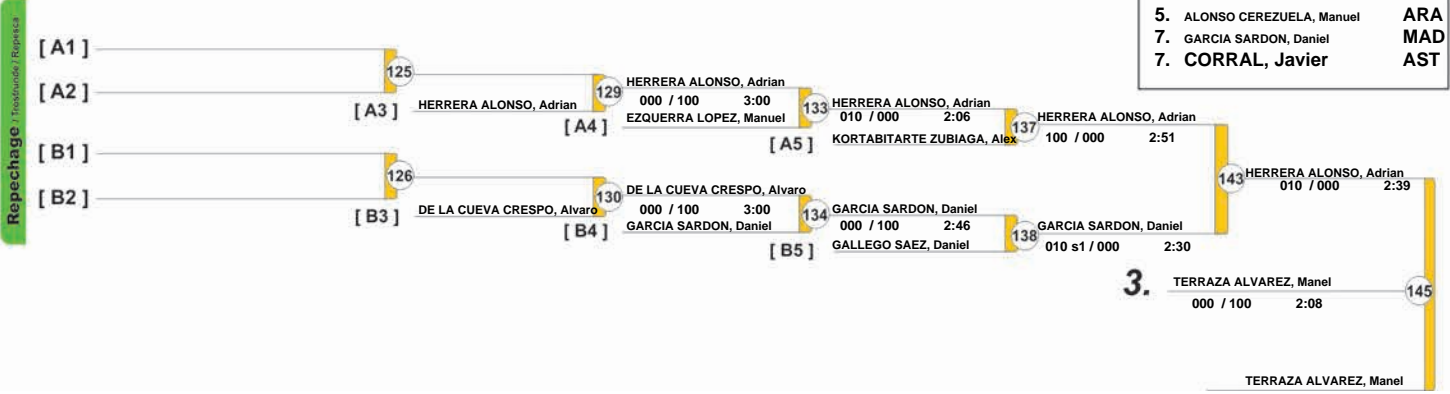 5. ALONSO CEREZUELA, Manuel ARA
7. GARCIA SARDON, Daniel MAD
7. CORRAL, Javier AST
Repechage / Trostrunde / Repesca
[ A1 ]
[ A2 ]
125
[ A3 ]
HERRERA ALONSO, Adrian
129
[ A4 ]
HERRERA ALONSO, Adrian
000 / 100 3:00
EZQUERRA LOPEZ, Manuel
133
[ A5 ]
HERRERA ALONSO, Adrian
010 / 000 2:06
KORTABITARTE ZUBIAGA, Alex
137
HERRERA ALONSO, Adrian
100 / 000 2:51
[ B1 ]
[ B2 ]
126
[ B3 ]
DE LA CUEVA CRESPO, Alvaro
130
[ B4 ]
DE LA CUEVA CRESPO, Alvaro
000 / 100 3:00
GARCIA SARDON, Daniel
134
[ B5 ]
GARCIA SARDON, Daniel
000 / 100 2:46
GALLEGO SAEZ, Daniel
138
GARCIA SARDON, Daniel
010 s1 / 000 2:30
143
HERRERA ALONSO, Adrian
010 / 000 2:39
3.
TERRAZA ALVAREZ, Manel
000 / 100 2:08
145
TERRAZA ALVAREZ, Manel